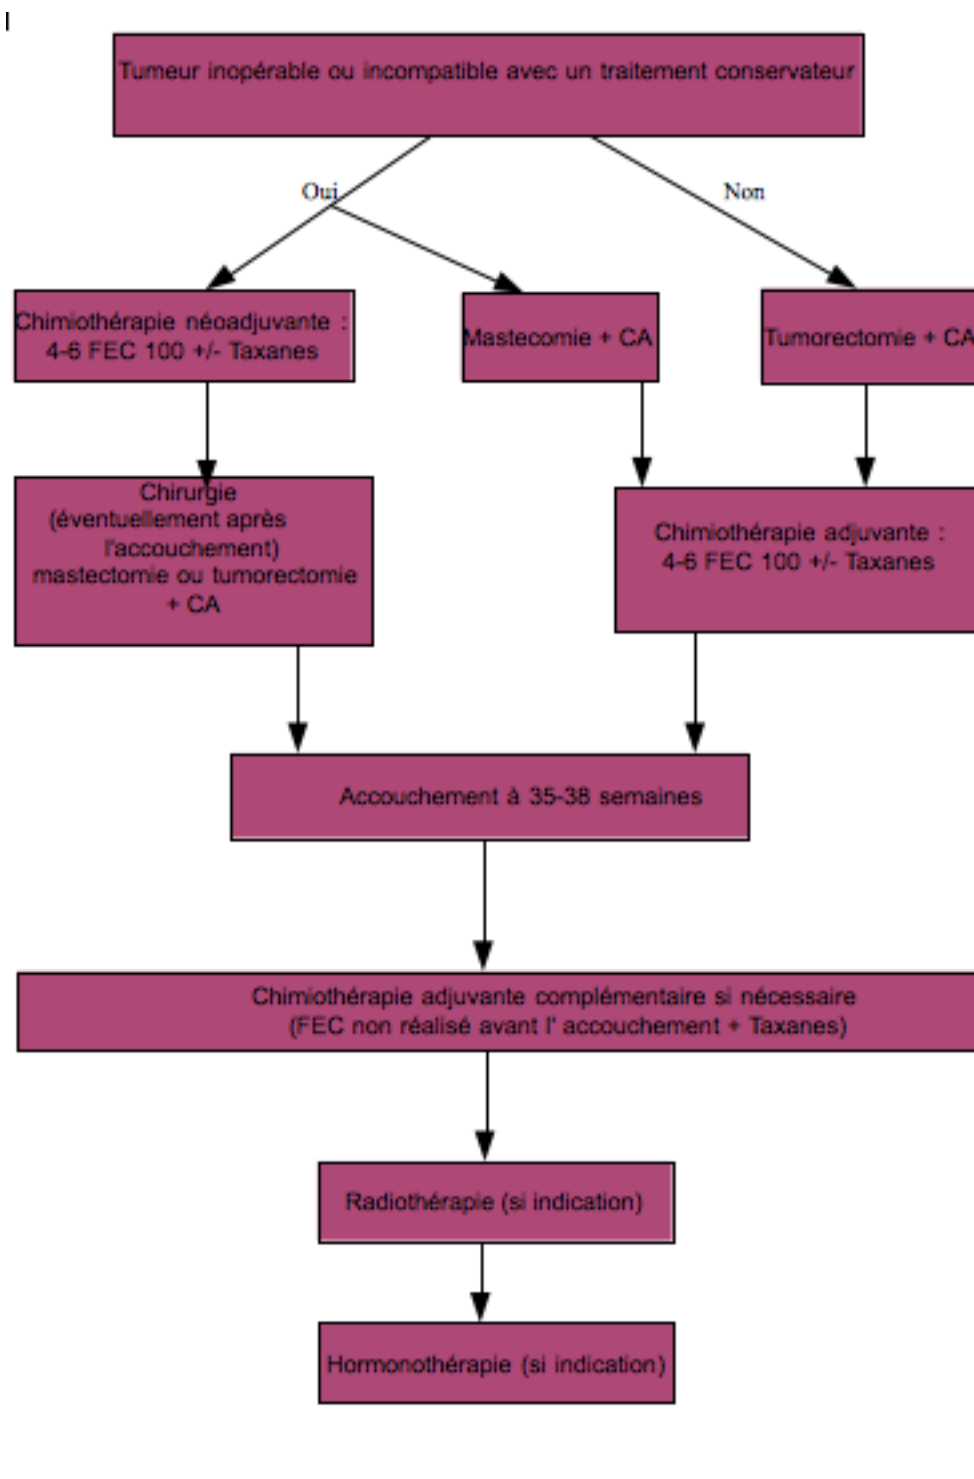 Tumeur inopérable ou incompatible avec un traitement conservateur
Oui
Non
Chimiothérapie néoadjuvante :
4-6 FEC 100 +/- Taxanes
Mastecomie + CA
Tumorectomie + CA
Chirurgie
(éventuellement après
l'accouchement)
mastectomie ou tumorectomie
+ CA
Chimiothérapie adjuvante :
4-6 FEC 100 +/- Taxanes
Accouchement à 35-38 semaines
Chimiothérapie adjuvante complémentaire si nécessaire
(FEC non réalisé avant l' accouchement + Taxanes)
Radiothérapie (si indication)
Hormonothérapie (si indication)